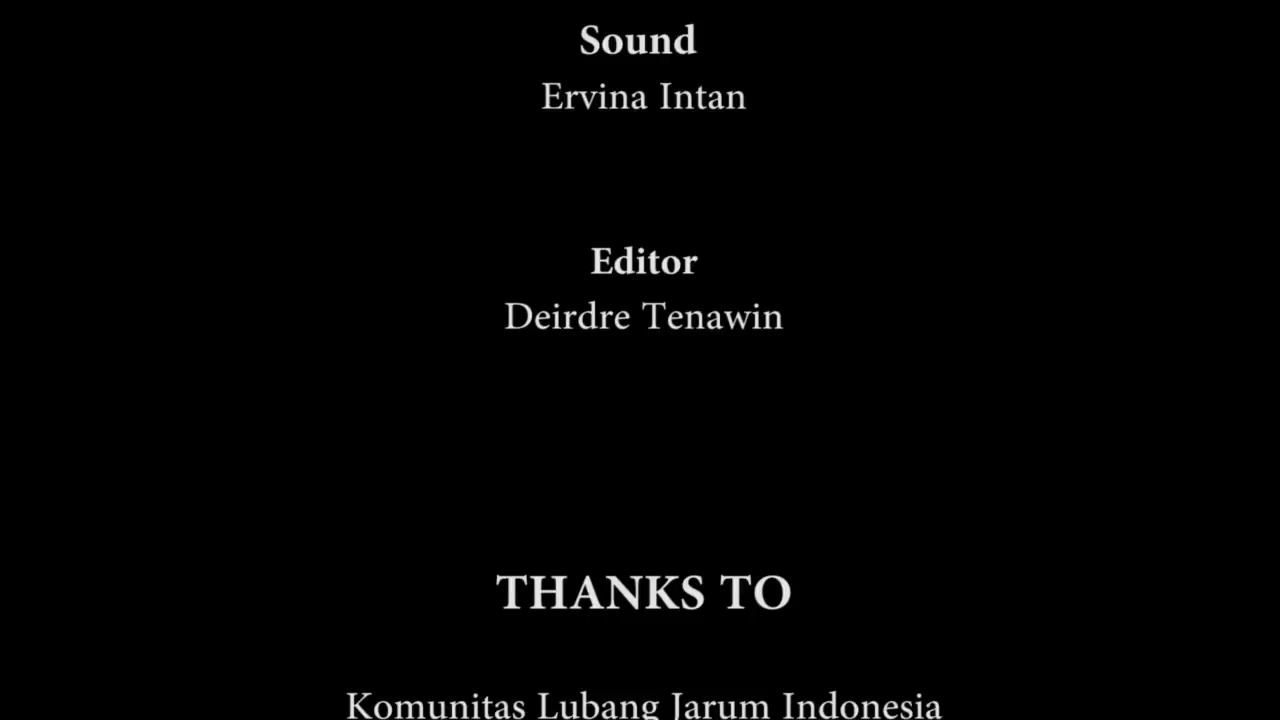 Sound
Ervina Intan
Editor
Deirdre Tenawin
THANKS TO
Komunitas Lubang Jarum Indonesia